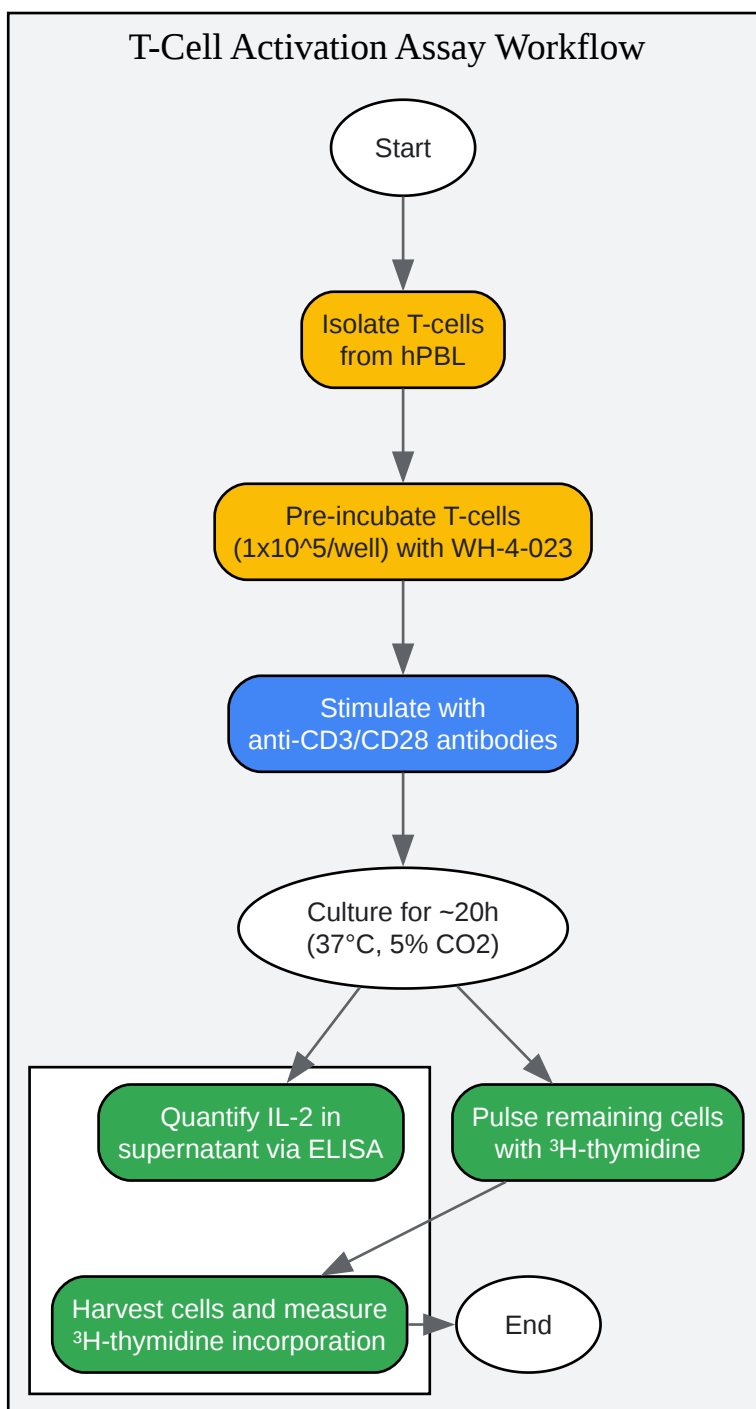 T-Cell Activation Assay Workflow
Start
Isolate T-cells
from hPBL
Pre-incubate T-cells
(1x10^5/well) with WH-4-023
Stimulate with
anti-CD3/CD28 antibodies
Culture for ~20h
(37°C, 5% CO2)
Quantify IL-2 in
supernatant via ELISA
Pulse remaining cells
with ³H-thymidine
Harvest cells and measure
³H-thymidine incorporation
End